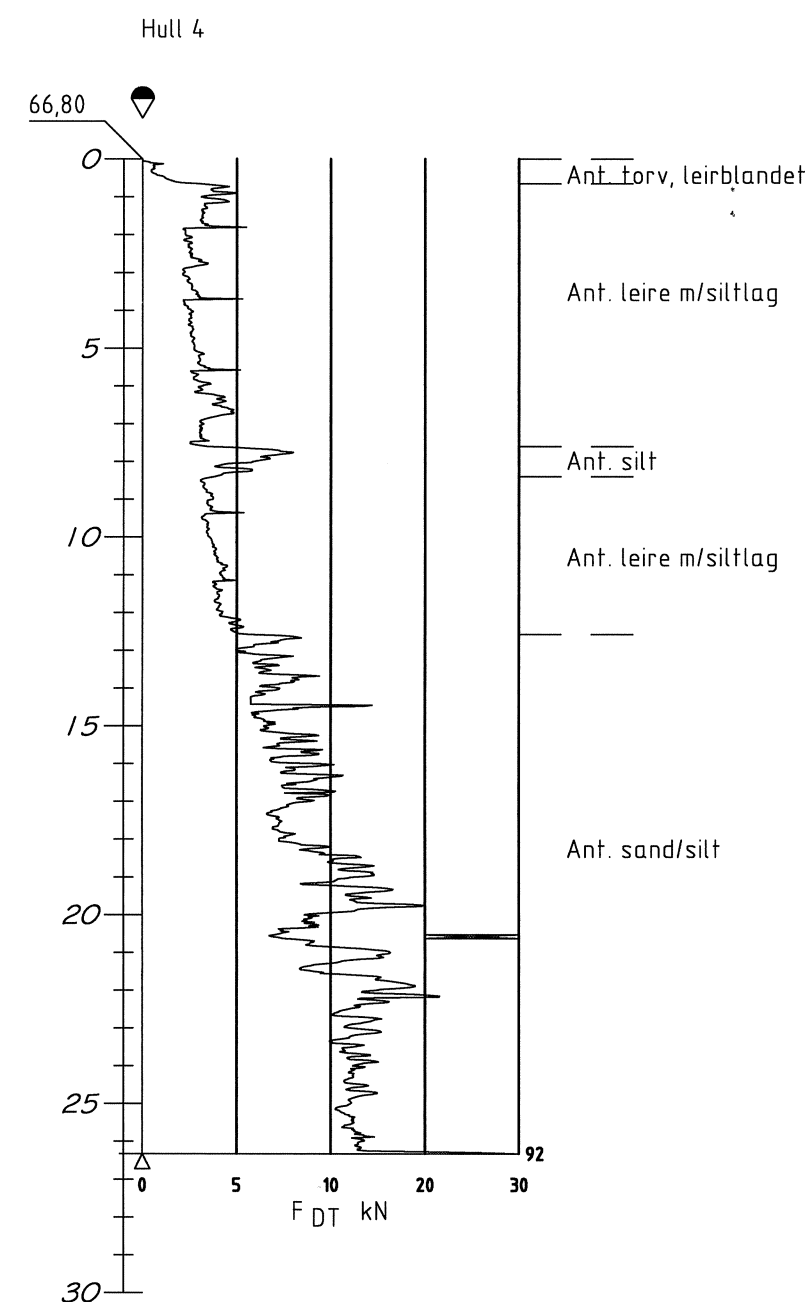 Hull 4
66,80
0
Ant. torv, leirblandet
Ant. leire m/siltlag
5
Ant. silt
10
Ant. leire m/siltlag
15
Ant. sand/silt
20
25
92
0 5 10 20 30
F DT kN
30